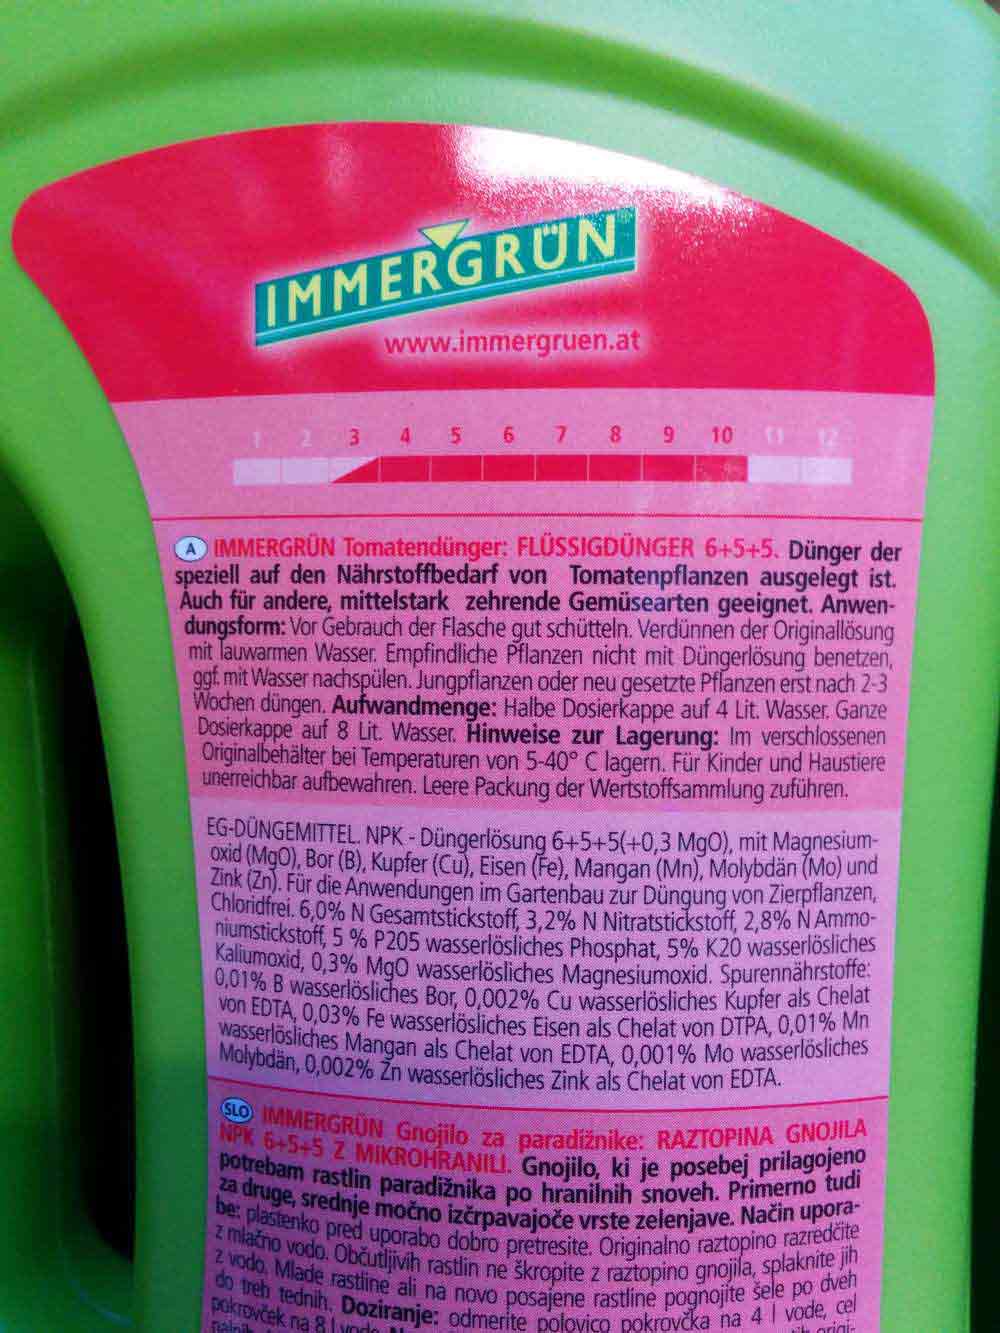 IMMERGRÜN
www.immergruen.at
1 2 3 4 5 6 7 8 9 10 11 12
A IMMERGRÜN Tomatendünger: FLÜSSIGDÜNGER 6+5+5. Dünger der
speziell auf den Nährstoffbedarf von Tomatenpflanzen ausgelegt ist.
Auch für andere, mittelstark zehrende Gemüsearten geeignet. Anwen-
dungsform: Vor Gebrauch der Flasche gut schütteln. Verdünnen der Originallösung
mit lauwarmen Wasser. Empfindliche Pflanzen nicht mit Düngerlösung benetzen,
ggf. mit Wasser nachspülen. Jungpflanzen oder neu gesetzte Pflanzen erst nach 2-3
Wochen düngen. Aufwandmenge: Halbe Dosierkappe auf 4 Lit. Wasser. Ganze
Dosierkappe auf 8 Lit. Wasser. Hinweise zur Lagerung: Im verschlossenen
Originalbehälter bei Temperaturen von 5-40° C lagern. Für Kinder und Haustiere
unerreichbar aufbewahren. Leere Packung der Wertstoffsammlung zuführen.
EG-DÜNGEMITTEL. NPK - Düngerlösung 6+5+5(+0,3 MgO), mit Magnesium-
oxid (MgO), Bor (B), Kupfer (Cu), Eisen (Fe), Mangan (Mn), Molybdän (Mo) und
Zink (Zn). Für die Anwendungen im Gartenbau zur Düngung von Zierpflanzen,
Chloridfrei. 6,0% N Gesamtstickstoff, 3,2% N Nitratstickstoff, 2,8% N Ammo-
niumstickstoff, 5 % P205 wasserlösliches Phosphat, 5% K20 wasserlösliches
Kaliumoxid, 0,3% MgO wasserlösliches Magnesiumoxid. Spurennährstoffe:
0,01% B wasserlösliches Bor, 0,002% Cu wasserlösliches Kupfer als Chelat
von EDTA, 0,03% Fe wasserlösliches Eisen als Chelat von DTPA, 0,01% Mn
wasserlösliches Mangan als Chelat von EDTA, 0,001% Mo wasserlösliches
Molybdän, 0,002% Zn wasserlösliches Zink als Chelat von EDTA.
SLO IMMERGRÜN Gnojilo za paradižnike: RAZTOPINA GNOJILA
NPK 6+5+5 Z MIKROHRANILI. Gnojilo, ki je posebej prilagojeno
potrebam rastlin paradižnika po hranilnih snoveh. Primerno tudi
za druge, srednje močno izčrpavajoče vrste zelenjave. Način upora-
be: plastenko pred uporabo dobro pretresite. Originalno raztopino razredčite
z mlačno vodo. Občutljivih rastlin ne škropite z raztopino gnojila, splaknite jih
z vodo. Mlade rastline ali na novo posajene rastline pognojite šele po dveh
do treh tednih. Doziranje: odmerite polovico pokrovčka na 4 l vode, cel
pokrovček na 8 l vode.